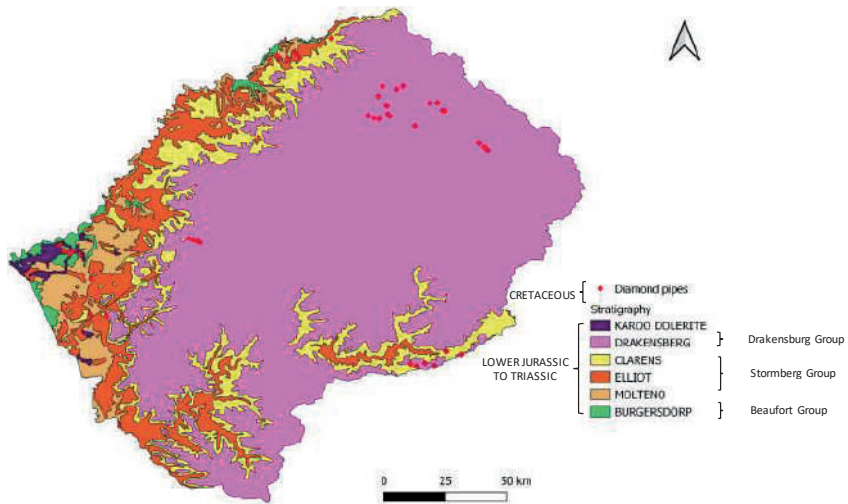 CRETACEOUS
Diamond pipes
Stratigraphy
KAROO DOLERITE
DRAKENSBERG
Drakensburg Group
LOWER JURASSIC
TO TRIASSIC
CLARENS
ELLIOT
Stormberg Group
MOLTENO
BURGERSDORP
Beaufort Group
0 25 50 km